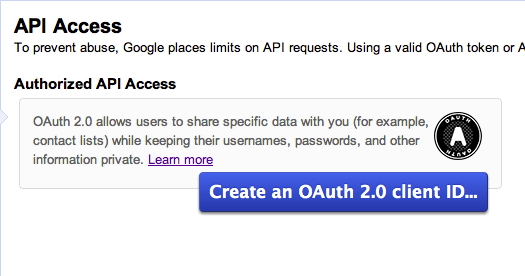 API Access
To prevent abuse, Google places limits on API requests. Using a valid OAuth token or A
Authorized API Access
OAuth 2.0 allows users to share specific data with you (for example,
contact lists) while keeping their usernames, passwords, and other
information private. Learn more
OAUTH
A
OAUTH
Create an OAuth 2.0 client ID...